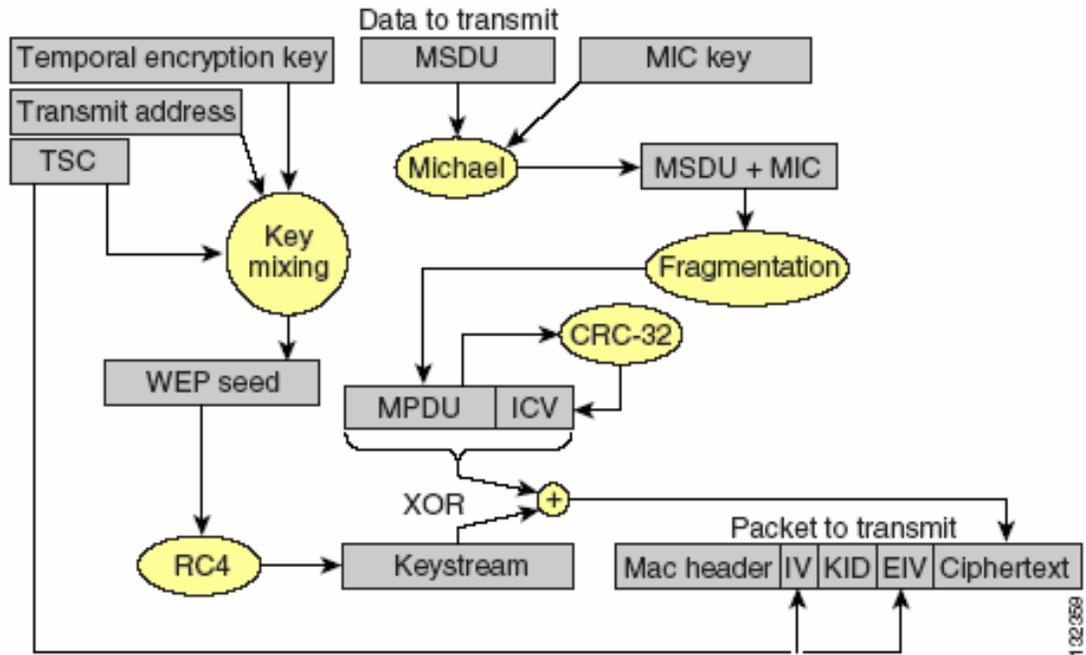 Data to transmit
Temporal encryption key
MSDU
MIC key
Transmit address
TSC
Michael
MSDU + MIC
Key
mixing
Fragmentation
CRC-32
WEP seed
MPDU
ICV
XOR
+
Packet to transmit
RC4
Keystream
Mac header
IV
KID
EIV
Ciphertext
132359